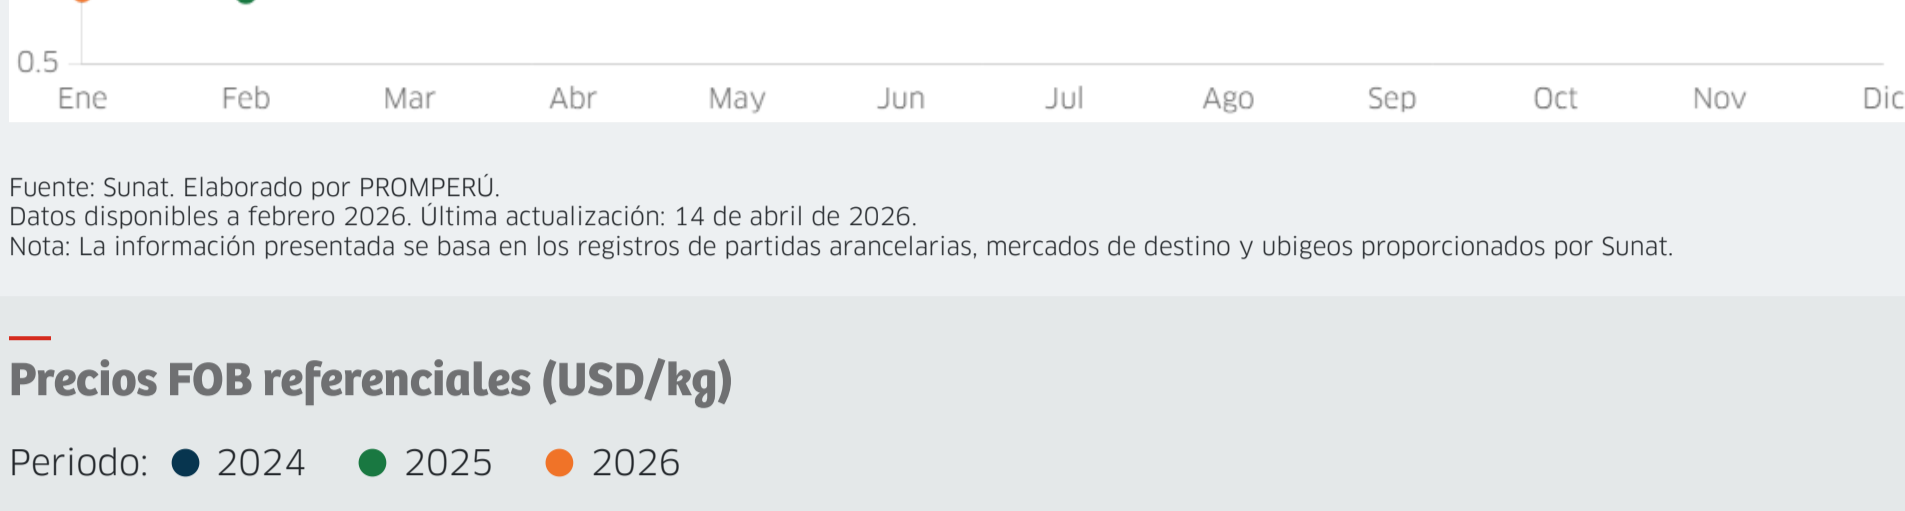 0.5
Ene Feb Mar Abr May Jun Jul Ago Sep Oct Nov Dic
Fuente: Sunat. Elaborado por PROMPERÚ.
Datos disponibles a febrero 2026. Última actualización: 14 de abril de 2026.
Nota: La información presentada se basa en los registros de partidas arancelarias, mercados de destino y ubigeos proporcionados por Sunat.
Precios FOB referenciales (USD/kg)
Periodo: 2024 2025 2026